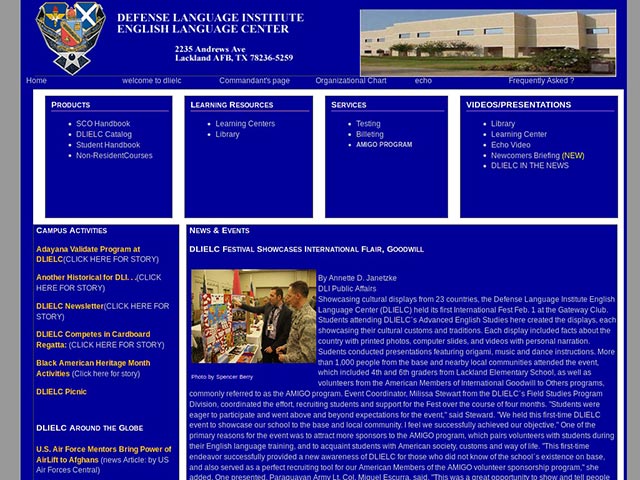 DEFENSE LANGUAGE INSTITUTE
ENGLISH LANGUAGE CENTER
2235 Andrews Ave
Lackland AFB, TX 78236-5259
Home welcome to dlielc Commandant's page Organizational Chart echo Frequently Asked ?
PRODUCTS
SCO Handbook
DLIELC Catalog
Student Handbook
Non-ResidentCourses
LEARNING RESOURCES
Learning Centers
Library
SERVICES
Testing
Billeting
AMIGO PROGRAM
VIDEOS/PRESENTATIONS
Library
Learning Center
Echo Video
Newcomers Briefing (NEW)
DLIELC IN THE NEWS
CAMPUS ACTIVITIES
Adayana Validate Program at
DLIELC(CLICK HERE FOR STORY)
Another Historical for DLI. . .(CLICK
HERE FOR STORY)
DLIELC Newsletter(CLICK HERE FOR
STORY)
DLIELC Competes in Cardboard
Regatta: (CLICK HERE FOR STORY)
Black American Heritage Month
Activities (Click here for story)
DLIELC Picnic
DLIELC AROUND THE GLOBE
U.S. Air Force Mentors Bring Power of
AirLift to Afghans (news Article: by US
Air Forces Central)
NEWS & EVENTS
DLIELC FESTIVAL SHOWCASES INTERNATIONAL FLAIR, GOODWILL
Photo by Spencer Berry
By Annette D. Janetzke
DLI Public Affairs
Showcasing cultural displays from 23 countries, the Defense Language Institute English
Language Center (DLIELC) held its first International Fest Feb. 1 at the Gateway Club.
Students attending DLIELC`s Advanced English Studies here created the displays, each
showcasing their cultural customs and traditions. Each display included facts about the
country with printed photos, computer slides, and videos with personal narration.
Sudents conducted presentations featuring origami, music and dance instructions. More
than 1,000 people from the base and nearby local communities attended the event,
which included 4th and 6th graders from Lackland Elementary School, as well as
volunteers from the American Members of International Goodwill to Others programs,
commonly referred to as the AMIGO program. Event Coordinator, Milissa Stewart from the DLIELC`s Field Studies Program
Division, coordinated the effort, recruiting students and support for the Fest over the course of four months. "Students were
eager to participate and went above and beyond expectations for the event," said Steward. "We held this first-time DLIELC
event to showcase our school to the base and local community. I feel we successfully achieved our objective." One of the
primary reasons for the event was to attract more sponsors to the AMIGO program, which pairs volunteers with students during
their English language training, and to acquaint students with American society, customs and way of life. "This first-time
endeavor successfully provided a new awareness of DLIELC for those who did not know of the school`s existence on base,
and also served as a perfect recruiting tool for our American Members of the AMIGO volunteer sponsorship program," she
added. One presented, Paraguayan Army Lt. Col. Miguel Escurra, said, "This was a great opportunity to show and tell people